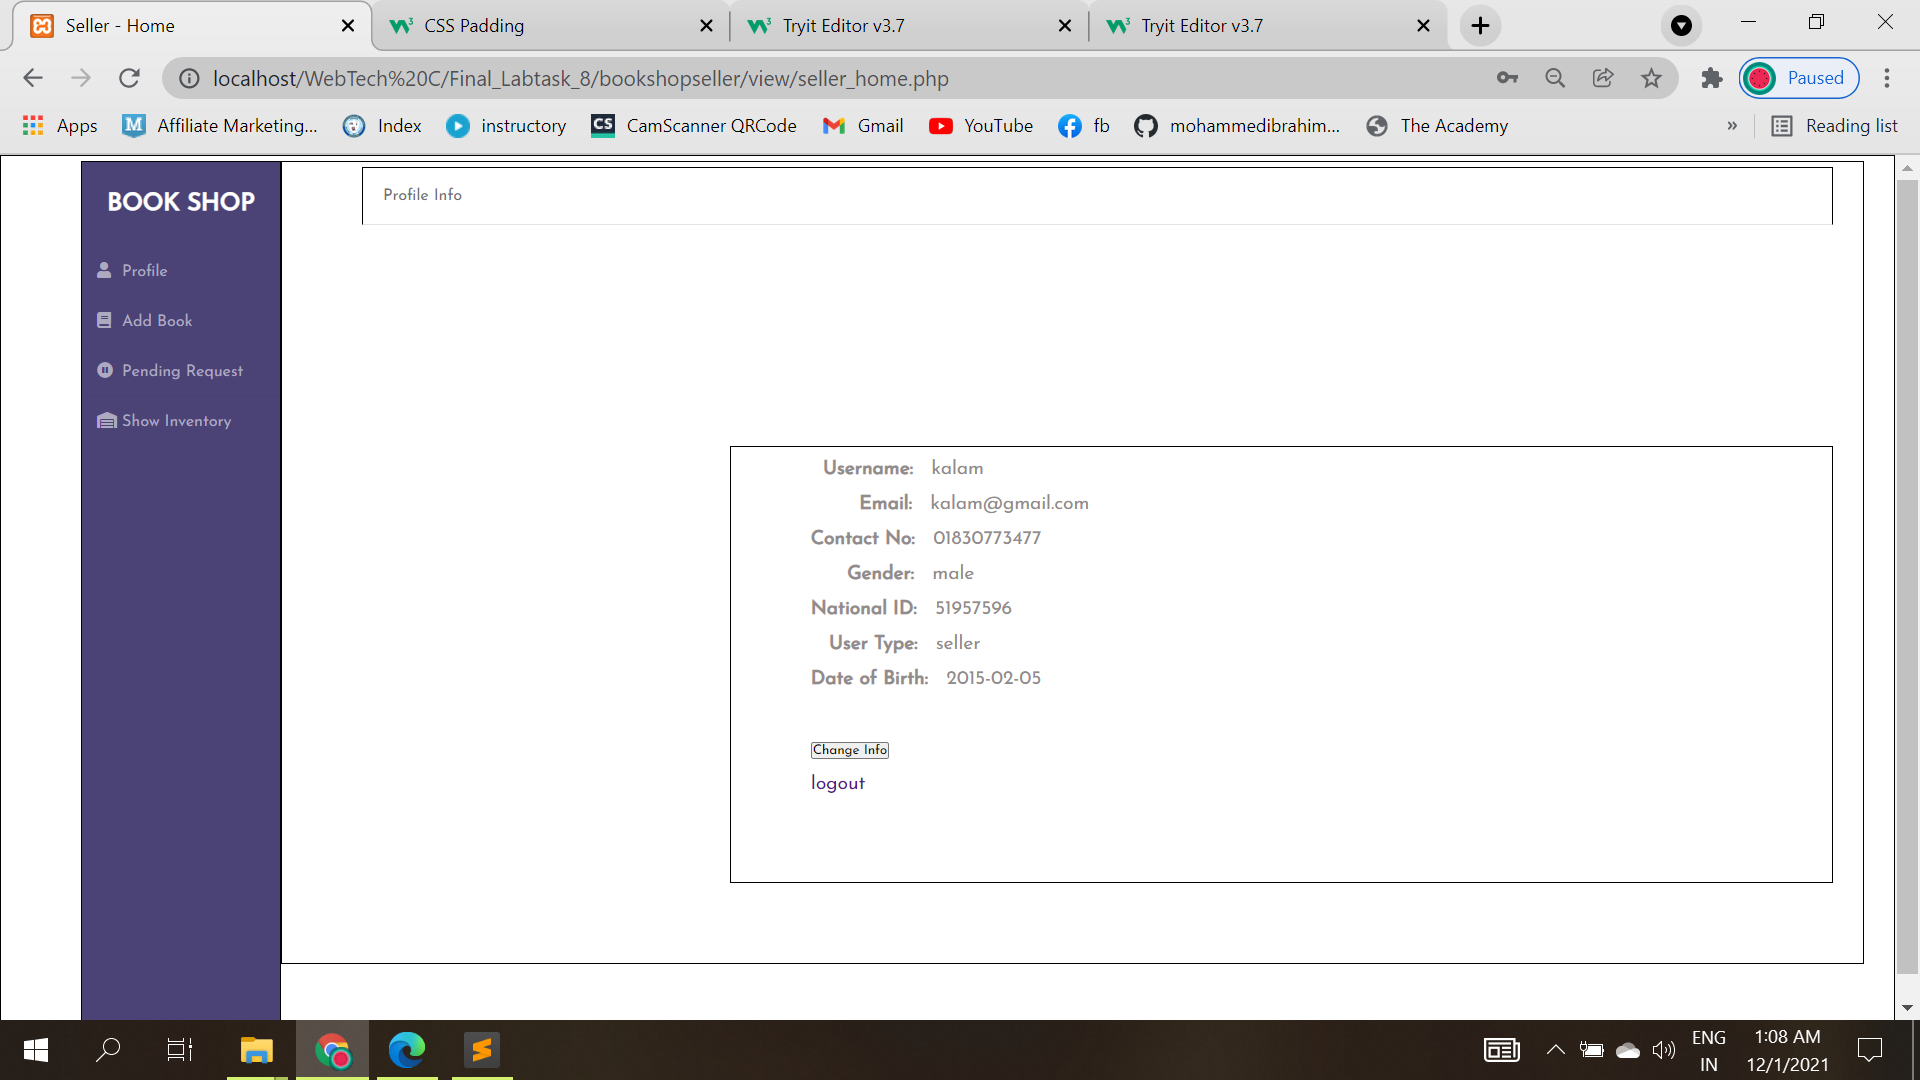 Seller - Home
CSS Padding
Tryit Editor v3.7
Tryit Editor v3.7
localhost/WebTech%20C/Final_Labtask_8/bookshopseller/view/seller_home.php
Paused
Apps
Affiliate Marketing...
Index
instructory
CS CamScanner QRCode
Gmail
YouTube
fb
mohammedibrahim...
The Academy
»
Reading list
BOOK SHOP
Profile
Add Book
Pending Request
Show Inventory
Profile Info
Username: kalam
Email: kalam@gmail.com
Contact No: 01830773477
Gender: male
National ID: 51957596
User Type: seller
Date of Birth: 2015-02-05
Change Info
logout
ENG
IN
1:08 AM
12/1/2021